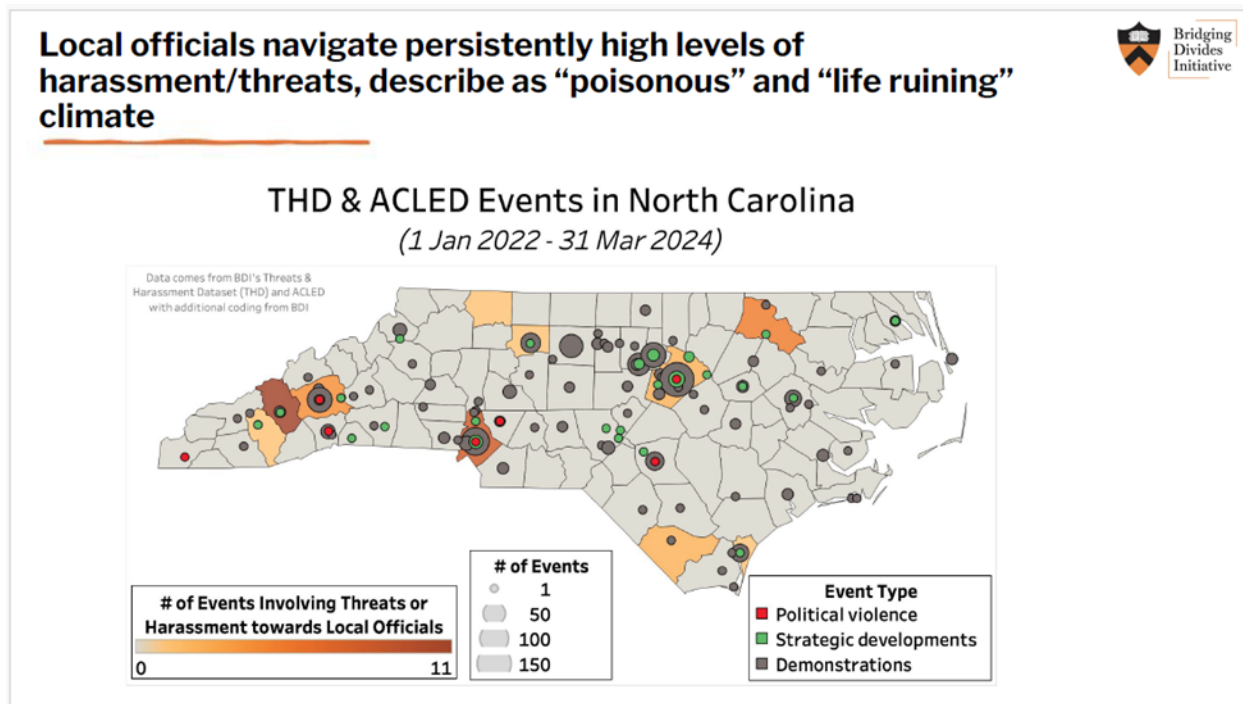 Local officials navigate persistently high levels of
harassment/threats, describe as “poisonous” and “life ruining”
climate
Bridging
Divides
Initiative
THD & ACLED Events in North Carolina
(1 Jan 2022 - 31 Mar 2024)
Data comes from BDI's Threats &
Harassment Dataset (THD) and ACLED
with additional coding from BDI
# of Events Involving Threats or
Harassment towards Local Officials
0 11
# of Events
1
50
100
150
Event Type
Political violence
Strategic developments
Demonstrations